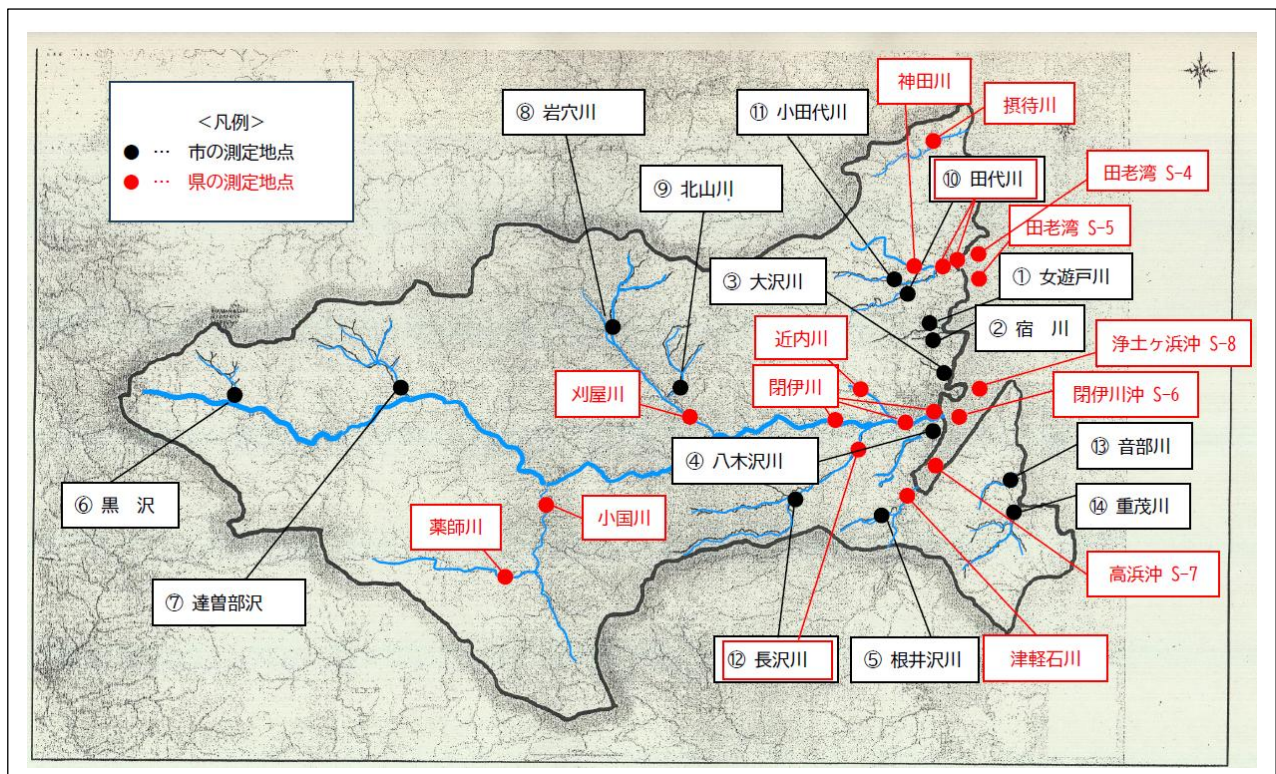 <凡例>
● … 市の測定地点
● … 県の測定地点
⑧ 岩穴川
⑪ 小田代川
神田川
摂待川
⑨ 北山川
⑩ 田代川
田老湾 S-4
田老湾 S-5
③ 大沢川
① 女遊戸川
② 宿 川
近内川
浄土ヶ浜沖 S-8
刈屋川
閉伊川
閉伊川沖 S-6
④ 八木沢川
⑬ 音部川
⑥ 黒 沢
小国川
⑭ 重茂川
薬師川
高浜沖 S-7
⑦ 達曽部沢
⑫ 長沢川
⑤ 根井沢川
津軽石川